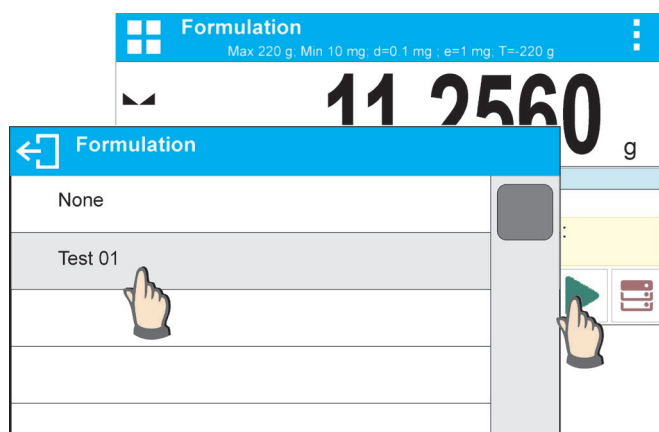 Formulation
Max 220 g; Min 10 mg; d=0.1 mg ; e=1 mg; T=-220 g
11.2560
g
Formulation
None
Test 01
: